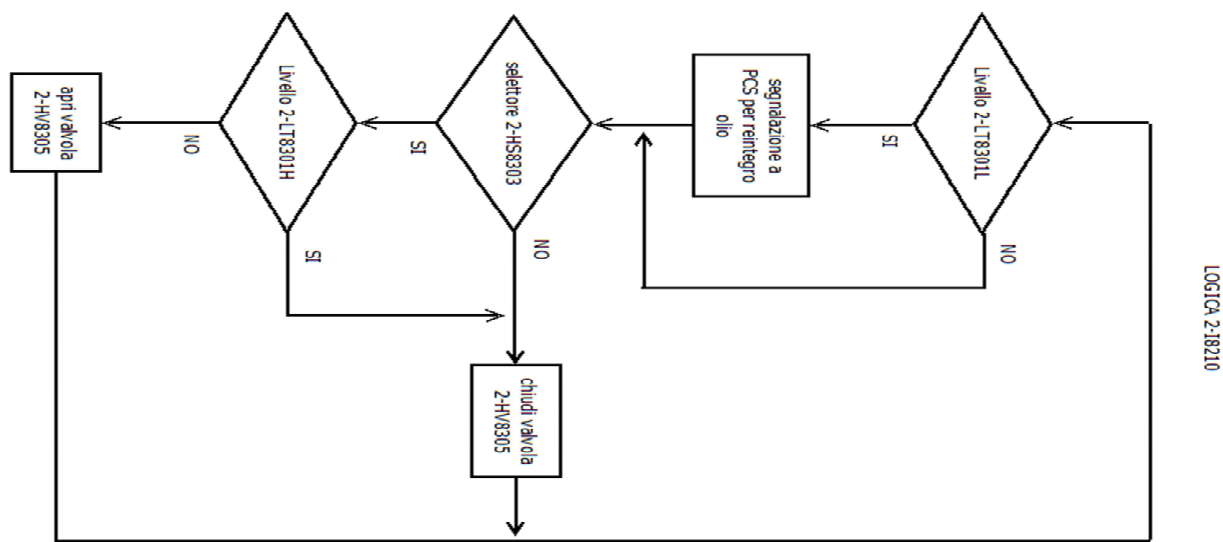 LOGICA 2-I8210
Livello 2-LT8301L
SI
NO
segnalazione a
PCS per reintegro
olio
selettore 2-HS8303
SI
NO
Livello 2-LT8301H
SI
NO
chiudi valvola
2-HV8305
apri valvola
2-HV8305